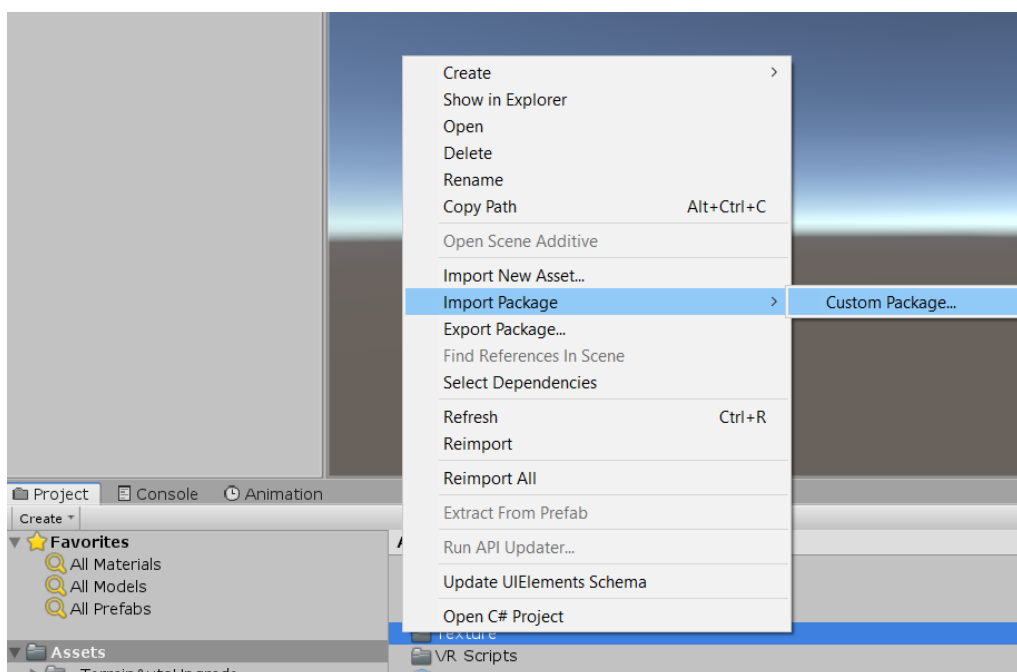 Create
Show in Explorer
Open
Delete
Rename
Copy Path Alt+Ctrl+C
Open Scene Additive
Import New Asset...
Import Package Custom Package...
Export Package...
Find References In Scene
Select Dependencies
Refresh Ctrl+R
Reimport
Reimport All
Extract From Prefab
Run API Updater...
Update UIElements Schema
Open C# Project
Project Console Animation
Create
Favorites
All Materials
All Models
All Prefabs
Assets
Texture
VR Scripts